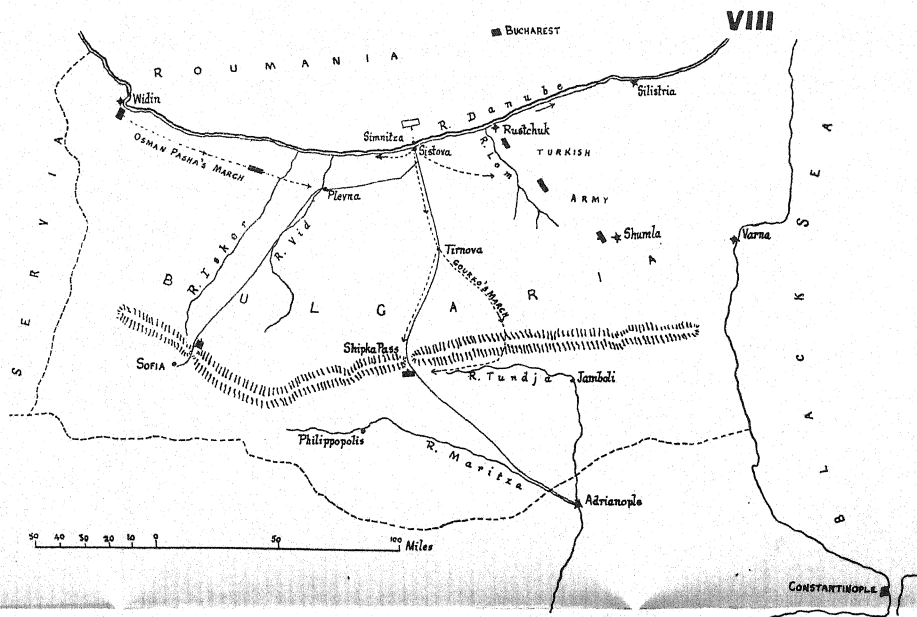 VIII
BUCHAREST
ROUMANIA
Widin
Silistria
R. Danube
Simnitza
Rustchuk
Sistova
OSMAN PASHA'S MARCH
R. Lom
TURKISH
ARMY
Plevna
SERVIA
R. Iskor
R. Vid
Tirnova
Shumla
Varna
GOURKO'S MARCH
BULGARIA
BLACK SEA
Shipka Pass
SOFIA
R. Tundja
Jamboli
Philippopolis
R. Maritza
Adrianople
50 40 20 10 0 50 100 Miles
CONSTANTINOPLE